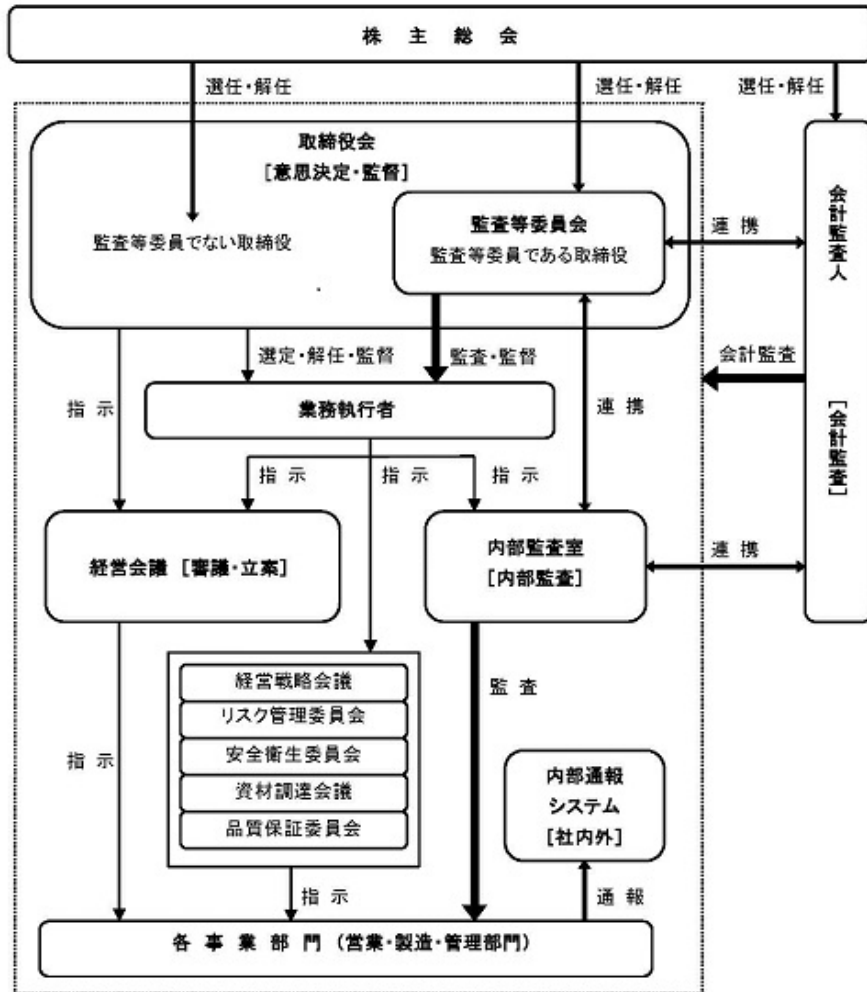 株主総会
選任・解任
選任・解任
選任・解任
取締役会
[意思決定・監督]
監査等委員でない取締役
監査等委員会
監査等委員である取締役
連携
会計監査人
[会計監査]
会計監査
選定・解任・監督
監査・監督
指示
業務執行者
連携
指示
指示
指示
経営会議 [審議・立案]
内部監査室
[内部監査]
連携
経営戦略会議
リスク管理委員会
安全衛生委員会
資材調達会議
品質保証委員会
監査
指示
内部通報
システム
[社内外]
指示
通報
各事業部門(営業・製造・管理部門)